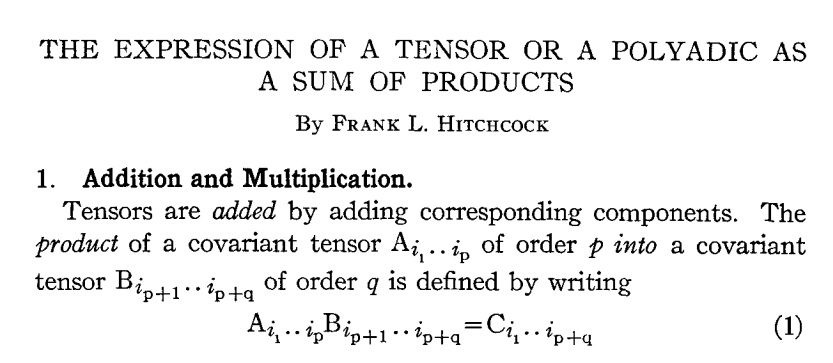 THE EXPRESSION OF A TENSOR OR A POLYADIC AS
A SUM OF PRODUCTS
By FRANK L. HITCHCOCK
1. Addition and Multiplication.
Tensors are added by adding corresponding components. The
product of a covariant tensor A_{i_1}.._{i_p} of order p into a covariant
tensor B_{i_{p+1}}.._{i_{p+q}} of order q is defined by writing
A_{i_1}.._{i_p}B_{i_{p+1}}.._{i_{p+q}}=C_{i_1}.._{i_{p+q}} (1)